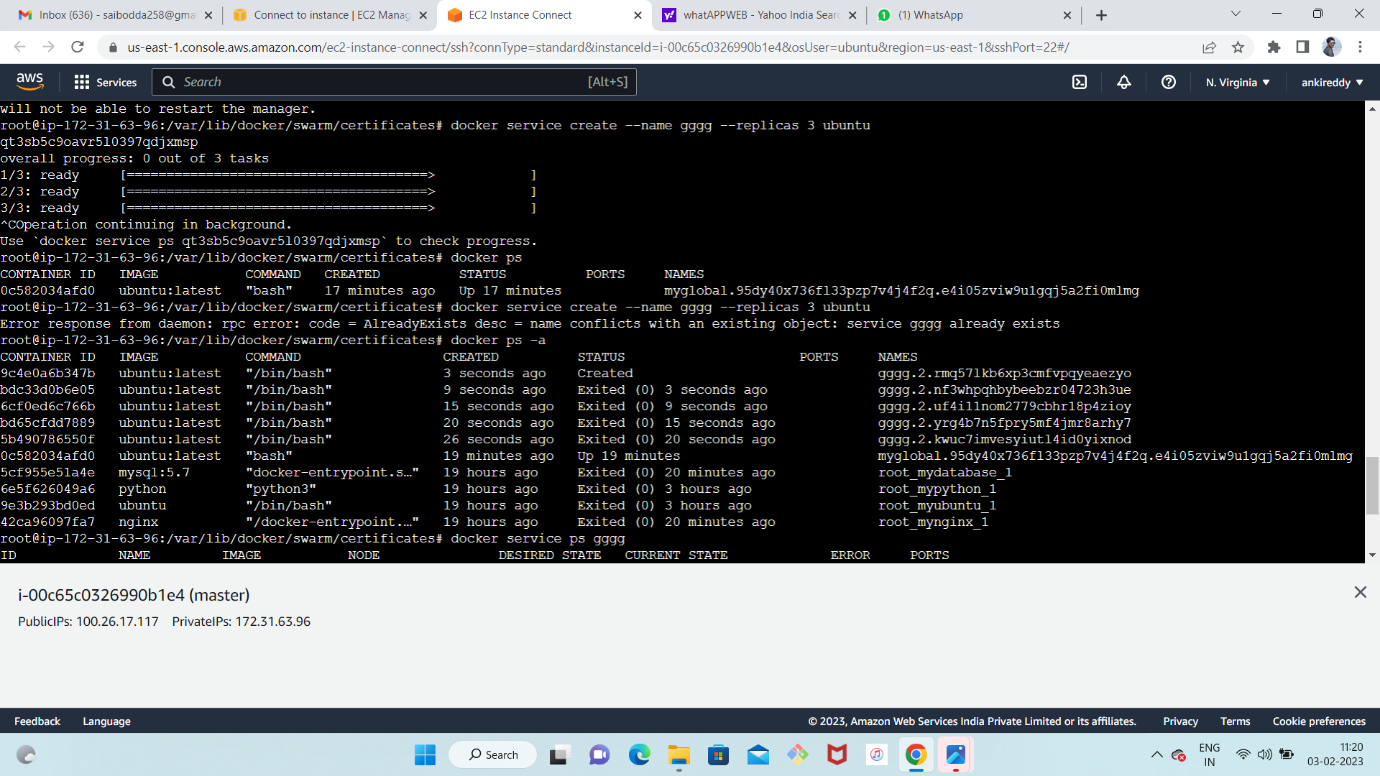 Inbox (636) - saibodda258@gma
Connect to instance | EC2 Manag
EC2 Instance Connect
whatAPPWEB - Yahoo India Sear
(1) WhatsApp
us-east-1.console.aws.amazon.com/ec2-instance-connect/ssh?connType=standard&instanceId=i-00c65c0326990b1e4&osUser=ubuntu&region=us-east-1&sshPort=22#/
aws
Services
Search
[Alt+S]
N. Virginia
ankireddy
will not be able to restart the manager.
root@ip-172-31-63-96:/var/lib/docker/swarm/certificates# docker service create --name gggg --replicas 3 ubuntu
qt3sb5c9oavr5l0397qdjxmsp
overall progress: 0 out of 3 tasks
1/3: ready [=====================================> ]
2/3: ready [=====================================> ]
3/3: ready [=====================================> ]
^COperation continuing in background.
Use `docker service ps qt3sb5c9oavr5l0397qdjxmsp` to check progress.
root@ip-172-31-63-96:/var/lib/docker/swarm/certificates# docker ps
CONTAINER ID IMAGE COMMAND CREATED STATUS PORTS NAMES
0c582034afd0 ubuntu:latest "bash" 17 minutes ago Up 17 minutes myglobal.95dy40x736fl33pzp7v4j4f2q.e4i05zviw9u1gqj5a2fi0mlmg
root@ip-172-31-63-96:/var/lib/docker/swarm/certificates# docker service create --name gggg --replicas 3 ubuntu
Error response from daemon: rpc error: code = AlreadyExists desc = name conflicts with an existing object: service gggg already exists
root@ip-172-31-63-96:/var/lib/docker/swarm/certificates# docker ps -a
CONTAINER ID IMAGE COMMAND CREATED STATUS PORTS NAMES
9c4e0a6b347b ubuntu:latest "/bin/bash" 3 seconds ago Created gggg.2.rmq57lkb6xp3cmfvpqyeaezyo
bdc33d0b6e05 ubuntu:latest "/bin/bash" 9 seconds ago Exited (0) 3 seconds ago gggg.2.nf3whpqhbybeebzr04723h3ue
6cf0ed6c766b ubuntu:latest "/bin/bash" 15 seconds ago Exited (0) 9 seconds ago gggg.2.uf4il1nom2779cbhrl8p4zioy
bd65cfdd7889 ubuntu:latest "/bin/bash" 20 seconds ago Exited (0) 15 seconds ago gggg.2.yrg4b7n5fpry5mf4jmr8arhy7
5b490786550f ubuntu:latest "/bin/bash" 26 seconds ago Exited (0) 20 seconds ago gggg.2.kwuc7imvesyiutl4id0yixnod
0c582034afd0 ubuntu:latest "bash" 19 minutes ago Up 19 minutes myglobal.95dy40x736fl33pzp7v4j4f2q.e4i05zviw9u1gqj5a2fi0mlmg
5cf955e51a4e mysql:5.7 "docker-entrypoint.s…" 19 hours ago Exited (0) 20 minutes ago root_mydatabase_1
6e5f626049a6 python "python3" 19 hours ago Exited (0) 3 hours ago root_mypython_1
9e3b293bd0ed ubuntu "/bin/bash" 19 hours ago Exited (0) 3 hours ago root_myubuntu_1
42ca96097fa7 nginx "/docker-entrypoint.…" 19 hours ago Exited (0) 20 minutes ago root_mynginx_1
root@ip-172-31-63-96:/var/lib/docker/swarm/certificates# docker service ps gggg
ID NAME IMAGE NODE DESIRED STATE CURRENT STATE ERROR PORTS
i-00c65c0326990b1e4 (master)
PublicIPs: 100.26.17.117 PrivateIPs: 172.31.63.96
Feedback
Language
© 2023, Amazon Web Services India Private Limited or its affiliates.
Privacy
Terms
Cookie preferences
Search
ENG
IN
11:20
03-02-2023